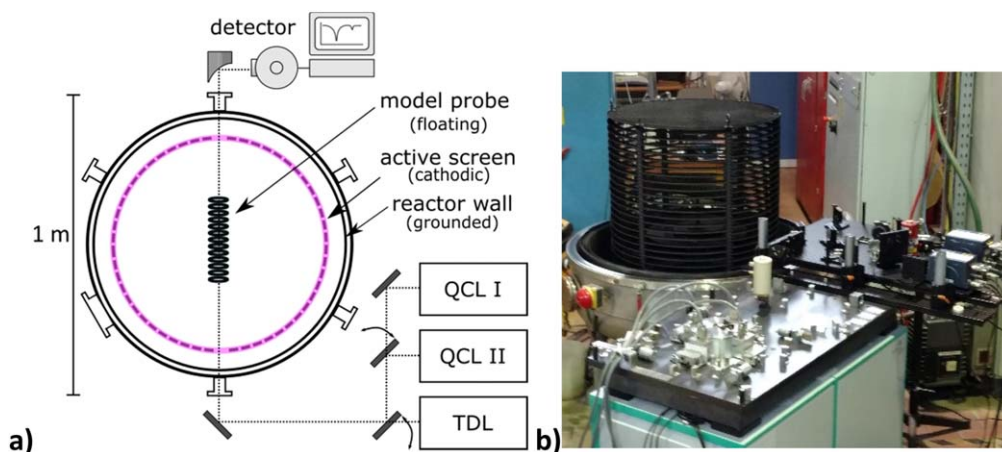 detector
model probe
(floating)
active screen
(cathodic)
reactor wall
(grounded)
1 m
QCL I
QCL II
TDL
a)
b)